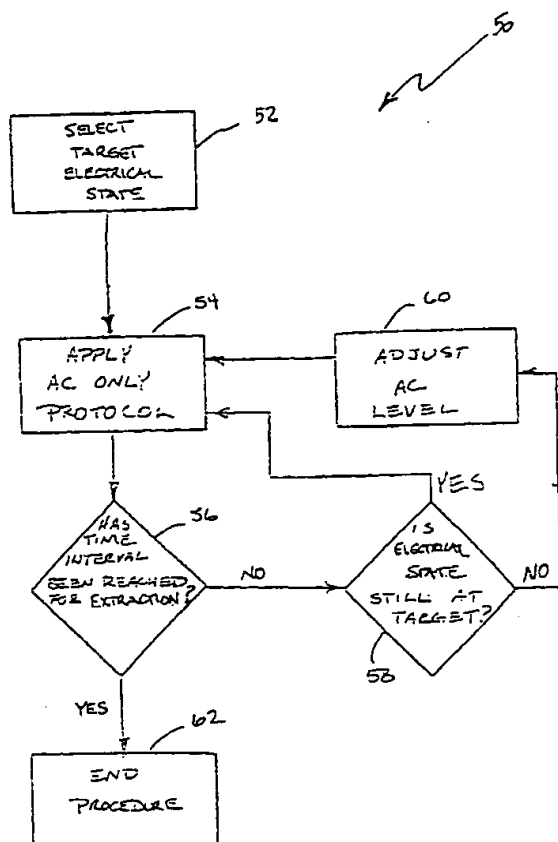 50
52
SELECT
TARGET
ELECTRICAL
STATE
54
APPLY
AC ONLY
PROTOCOL
60
ADJUST
AC
LEVEL
56
HAS
TIME
INTERVAL
BEEN REACHED
FOR EXTRACTION?
NO
YES
IS
ELECTRICAL
STATE
STILL AT
TARGET?
NO
58
YES
62
END
PROCEDURE